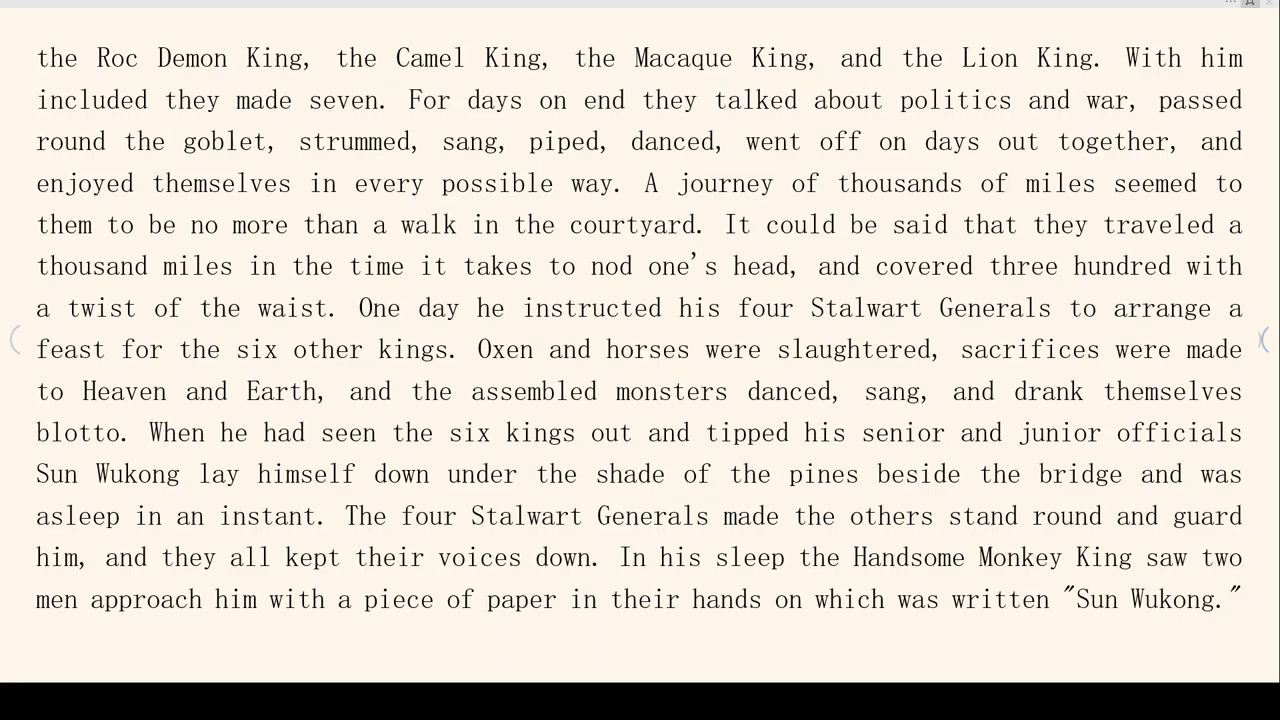 the Roc Demon King, the Camel King, the Macaque King, and the Lion King. With him
included they made seven. For days on end they talked about politics and war, passed
round the goblet, strummed, sang, piped, danced, went off on days out together, and
enjoyed themselves in every possible way. A journey of thousands of miles seemed to
them to be no more than a walk in the courtyard. It could be said that they traveled a
thousand miles in the time it takes to nod one's head, and covered three hundred with
a twist of the waist. One day he instructed his four Stalwart Generals to arrange a
feast for the six other kings. Oxen and horses were slaughtered, sacrifices were made
to Heaven and Earth, and the assembled monsters danced, sang, and drank themselves
blotto. When he had seen the six kings out and tipped his senior and junior officials
Sun Wukong lay himself down under the shade of the pines beside the bridge and was
asleep in an instant. The four Stalwart Generals made the others stand round and guard
him, and they all kept their voices down. In his sleep the Handsome Monkey King saw two
men approach him with a piece of paper in their hands on which was written "Sun Wukong."